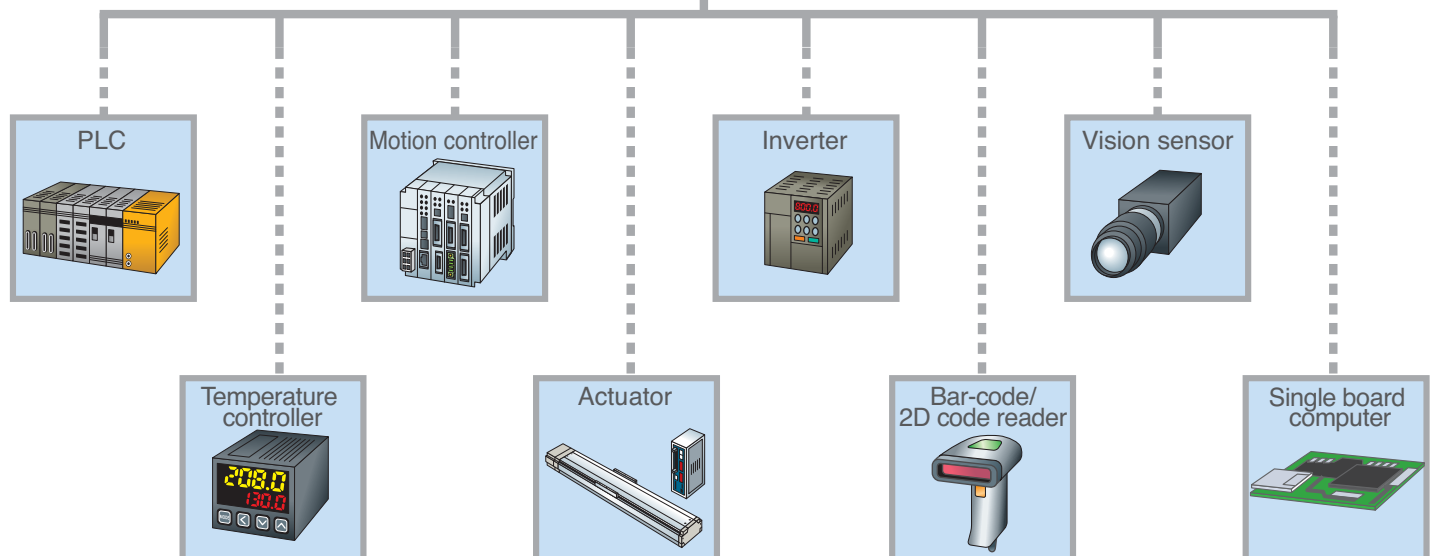 PLC
Motion controller
Inverter
Vision sensor
Temperature
controller
208.0
130.0
Actuator
Bar-code/
2D code reader
Single board
computer